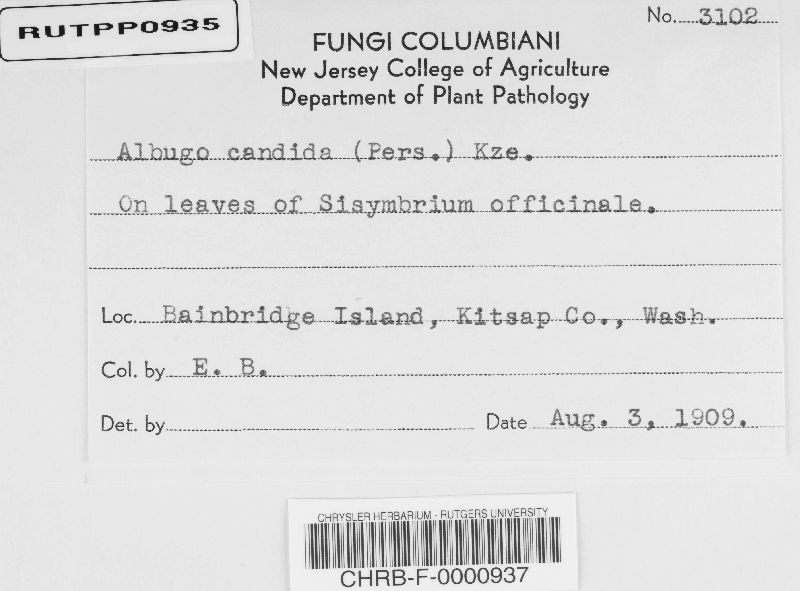 RUTPP0935
No. 3102
FUNGI COLUMBIANI
New Jersey College of Agriculture
Department of Plant Pathology
Albugo candida (Pers.) Kze.
On leaves of Sisymbrium officinale.
Loc. Bainbridge Island, Kitsap Co., Wash.
Col. by E. B.
Det. by
Date Aug. 3, 1909.
CHRYSLER HERBARIUM - RUTGERS UNIVERSITY
CHRB-F-0000937